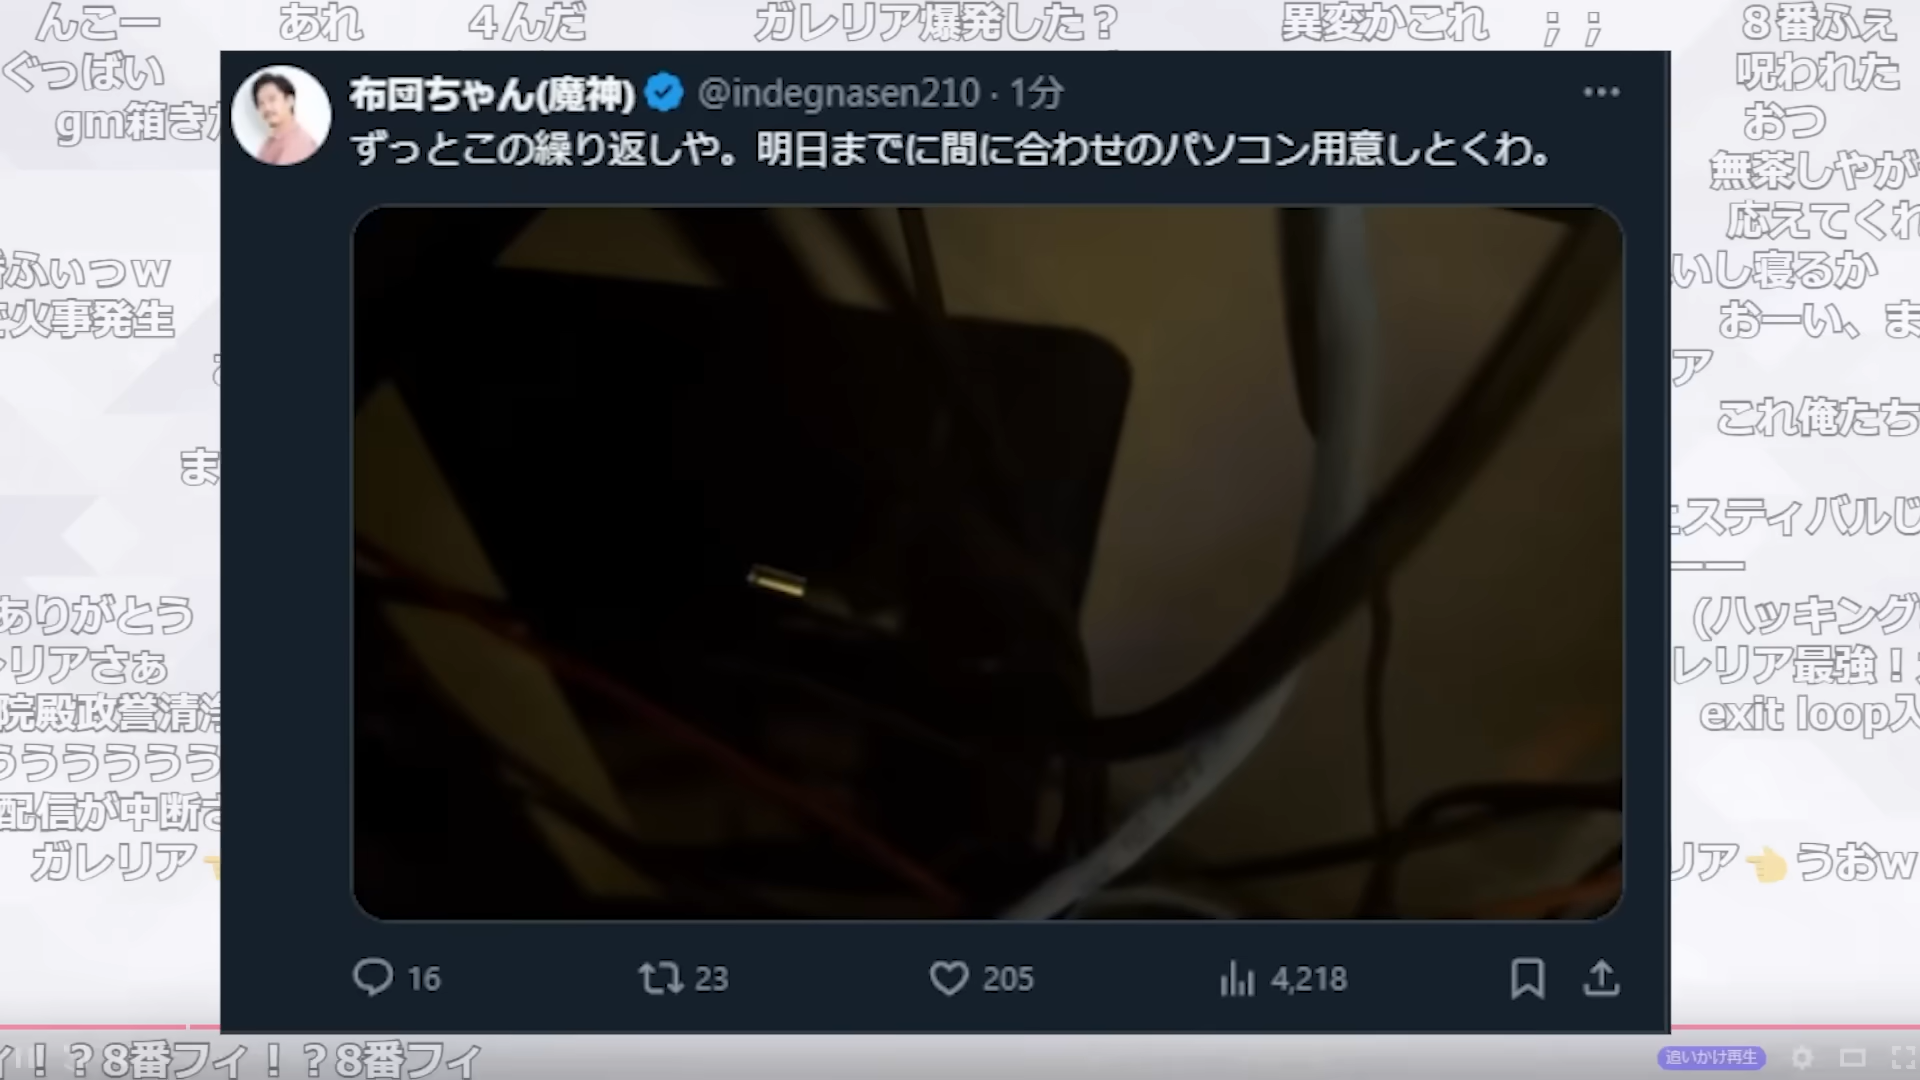 んこー あれ 4んだ ガレリア爆発した？ 異変かこれ ；； 8番ふぇ
ぐっばい 呪われた
gm箱き おつ
布団ちゃん(魔神) @indegnasen210 · 1分
ずっとこの繰り返しや。明日までに間に合わせのパソコン用意しとくわ。
無茶しやが
応えてくれ
ふぃつw いし寝るか
火事発生 おーい、ま
ア
これ俺たち
ま
スティバルじ
ーー
ありがとう (ハッキング
リアさぁ レリア最強！
院殿政誉清浄 exit loop入
ううううう
配信が中断さ
ガレリア リア👈うおw
16 23 205 4,218
！？8番フィ！？8番フィ
追いかけ再生